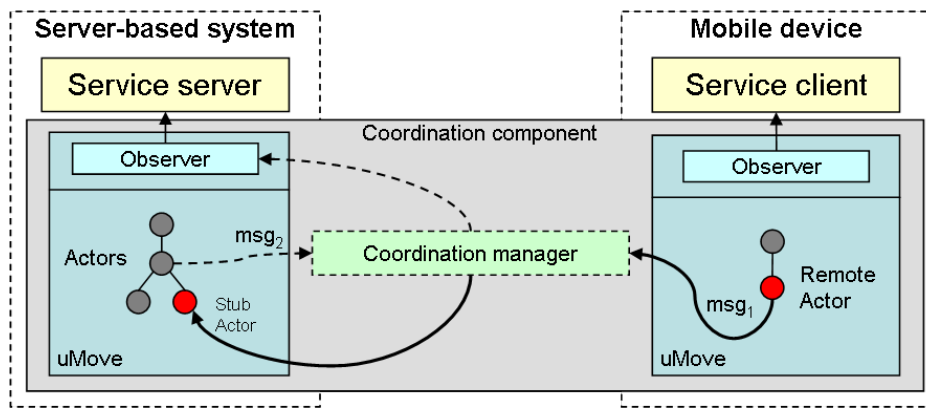 Server-based system
Mobile device
Service server
Service client
Coordination component
Observer
Observer
msg2
Actors
Coordination manager
Stub
Actor
msg1
Remote
Actor
uMove
uMove